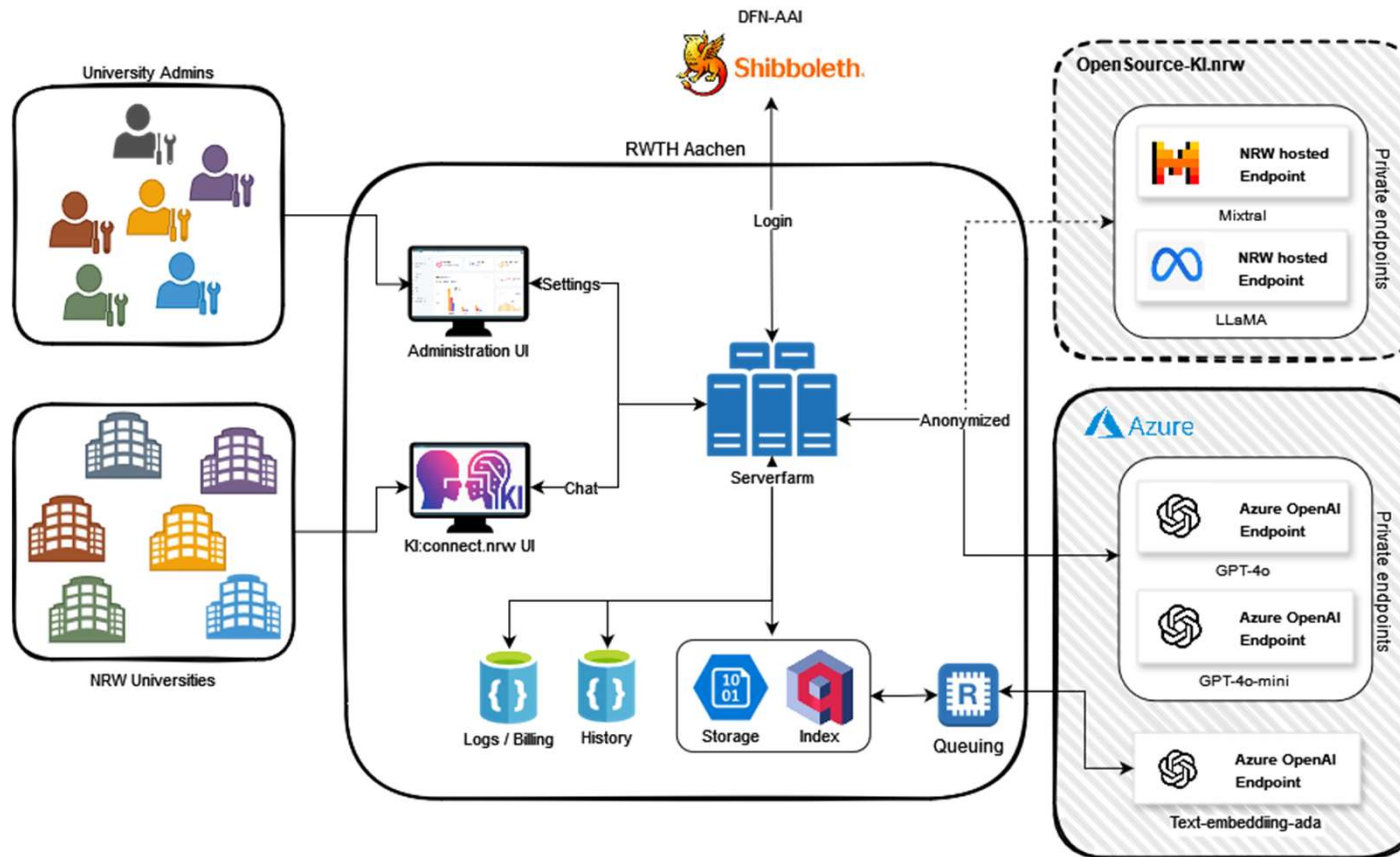 DFN-AAI
Shibboleth.
University Admins
RWTH Aachen
Login
Settings
Administration UI
Chat
KI
KI:connect.nrw UI
NRW Universities
Serverfarm
Anonymized
{ }
Logs / Billing
{ }
History
10
01
Storage
Index
R
Queuing
OpenSource-KI.nrw
NRW hosted
Endpoint
Mixtral
NRW hosted
Endpoint
LLaMA
Private endpoints
Azure
Azure OpenAI
Endpoint
GPT-4o
Azure OpenAI
Endpoint
GPT-4o-mini
Private endpoints
Azure OpenAI
Endpoint
Text-embeddiing-ada